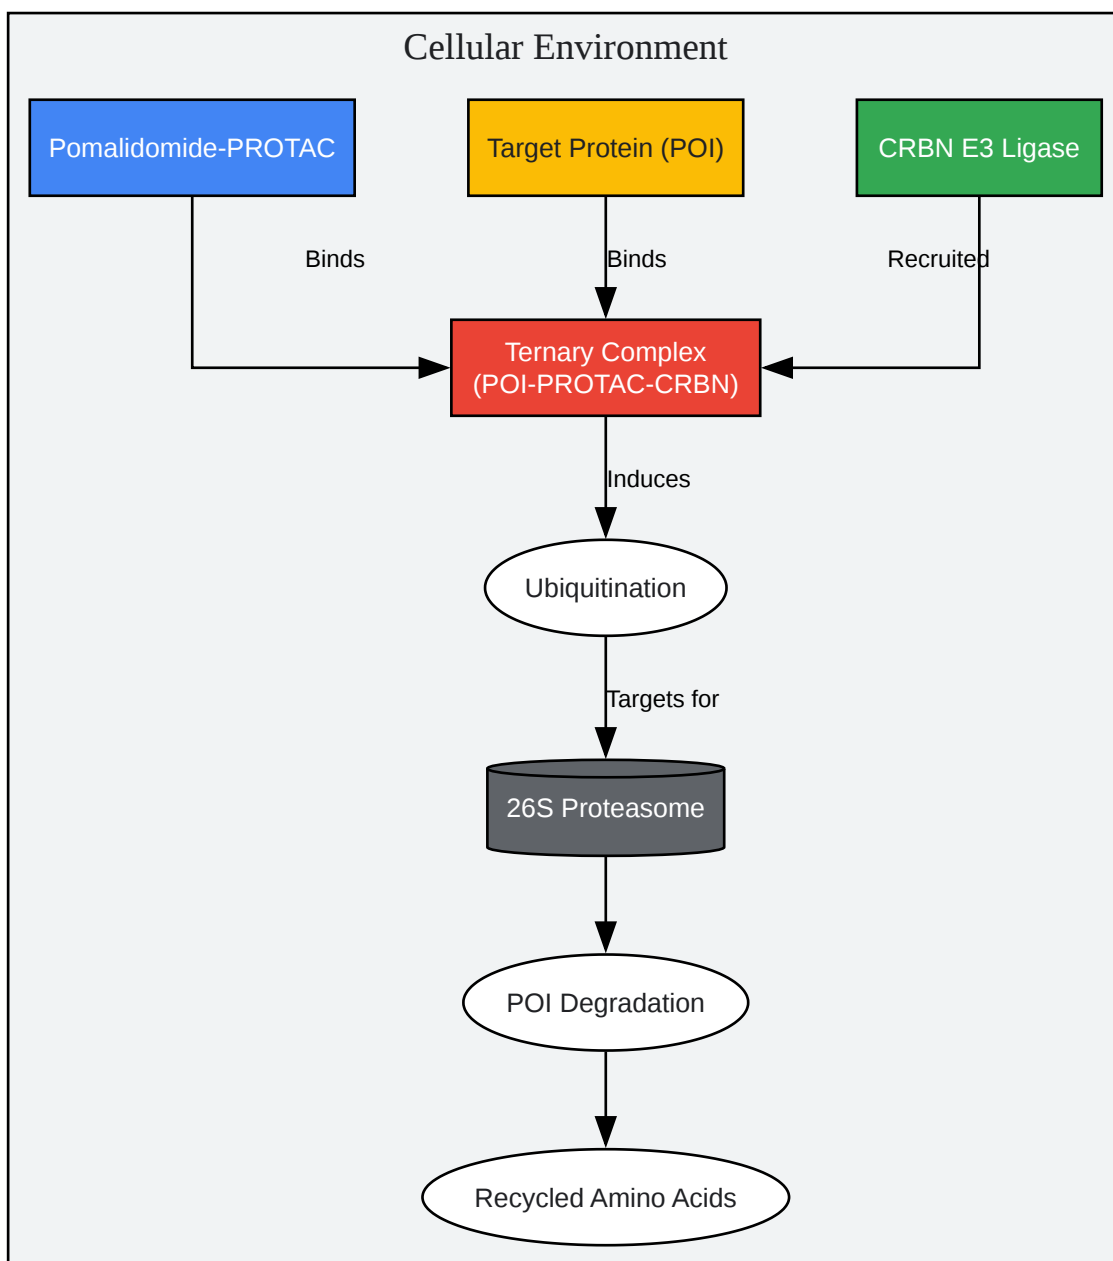 Cellular Environment
Pomalidomide-PROTAC
Target Protein (POI)
CRBN E3 Ligase
Binds
Binds
Recruited
Ternary Complex
(POI-PROTAC-CRBN)
Induces
Ubiquitination
Targets for
26S Proteasome
POI Degradation
Recycled Amino Acids